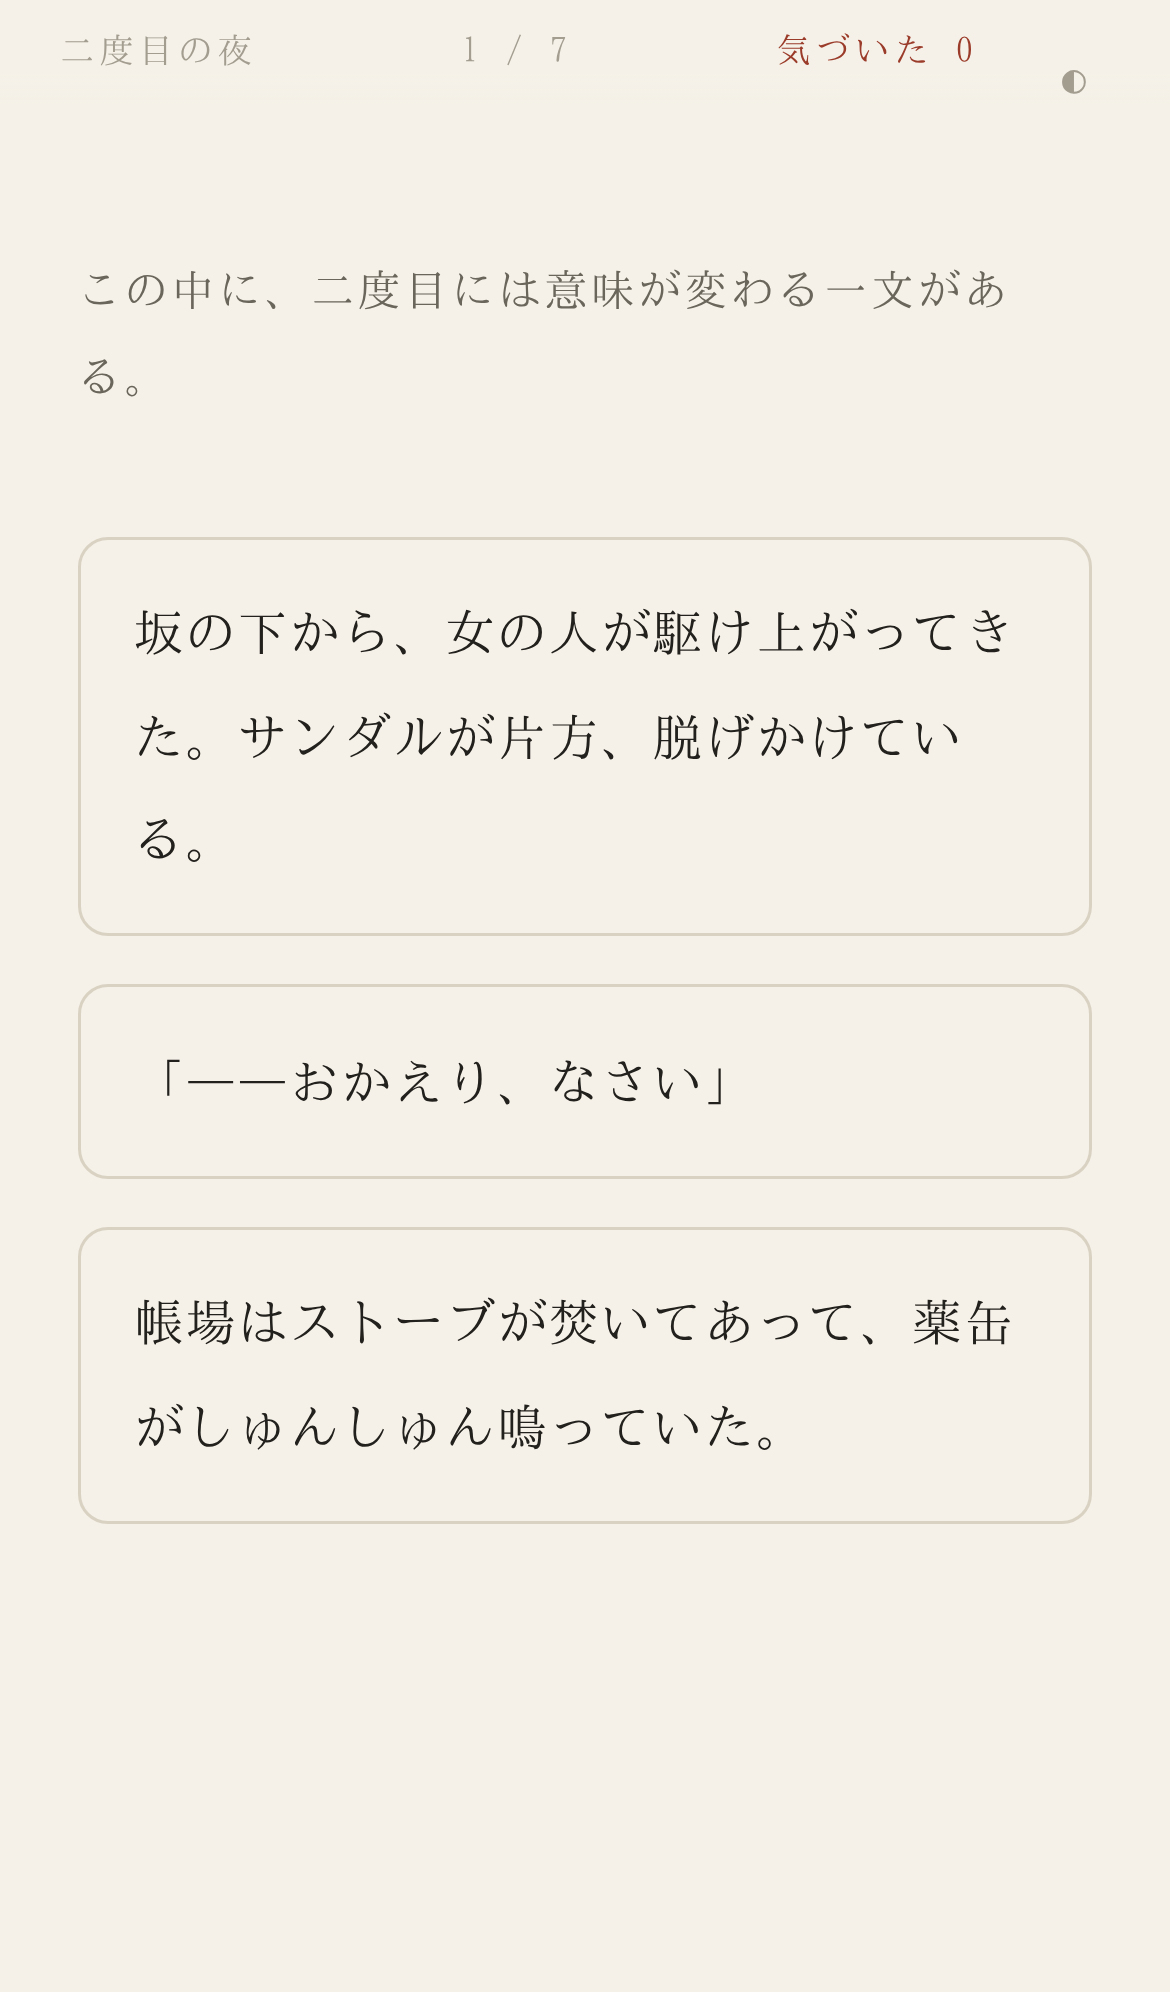 二度目の夜 1 / 7 気づいた 0
この中に、二度目には意味が変わる一文があ
る。
坂の下から、女の人が駆け上がってき
た。サンダルが片方、脱げかけてい
る。
「――おかえり、なさい」
帳場はストーブが焚いてあって、薬缶
がしゅんしゅん鳴っていた。